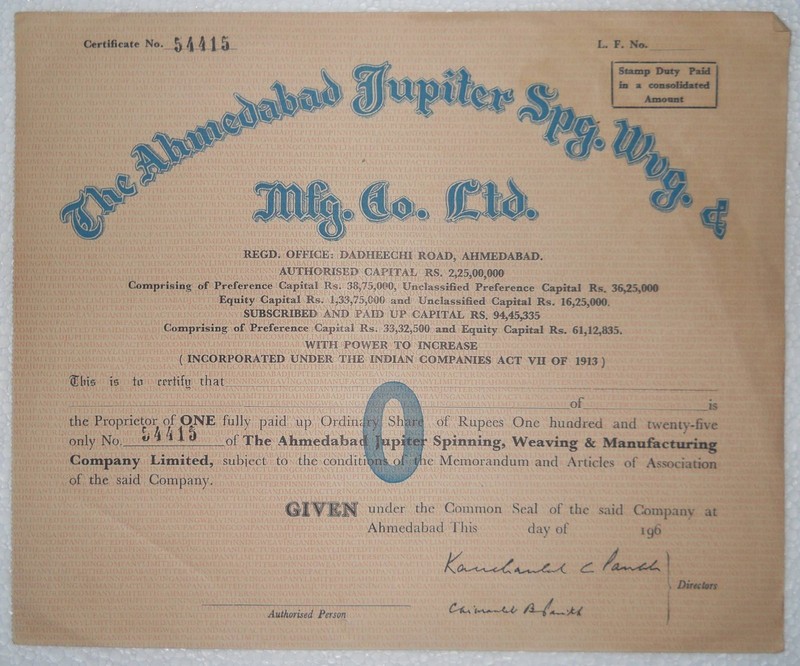 Certificate No. 54415
L. F. No.
Stamp Duty Paid
in a consolidated
Amount
The Ahmedabad Jupiter Spg. Wvg. &
Mfg. Co. Ltd.
REGD. OFFICE: DADHEECHI ROAD, AHMEDABAD.
AUTHORISED CAPITAL RS. 2,25,00,000
Comprising of Preference Capital Rs. 38,75,000, Unclassified Preference Capital Rs. 36,25,000
Equity Capital Rs. 1,33,75,000 and Unclassified Capital Rs. 16,25,000.
SUBSCRIBED AND PAID UP CAPITAL RS. 94,45,335
Comprising of Preference Capital Rs. 33,32,500 and Equity Capital Rs. 61,12,835.
WITH POWER TO INCREASE
( INCORPORATED UNDER THE INDIAN COMPANIES ACT VII OF 1913 )
This is to certify that
of is
the Proprietor of ONE fully paid up Ordinary Share of Rupees One hundred and twenty-five
only No. 54415 of The Ahmedabad Jupiter Spinning, Weaving & Manufacturing
Company Limited, subject to the conditions of the Memorandum and Articles of Association
of the said Company.
O
GIVEN under the Common Seal of the said Company at
Ahmedabad This day of 196
Directors
Authorised Person